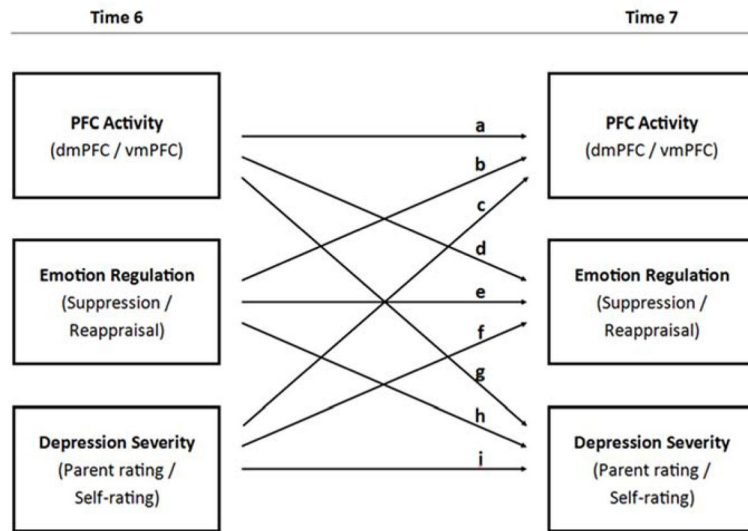 Time 6
Time 7
PFC Activity
(dmPFC / vmPFC)
a
b
c
d
e
f
g
h
i
PFC Activity
(dmPFC / vmPFC)
Emotion Regulation
(Suppression /
Reappraisal)
Emotion Regulation
(Suppression /
Reappraisal)
Depression Severity
(Parent rating /
Self-rating)
Depression Severity
(Parent rating /
Self-rating)